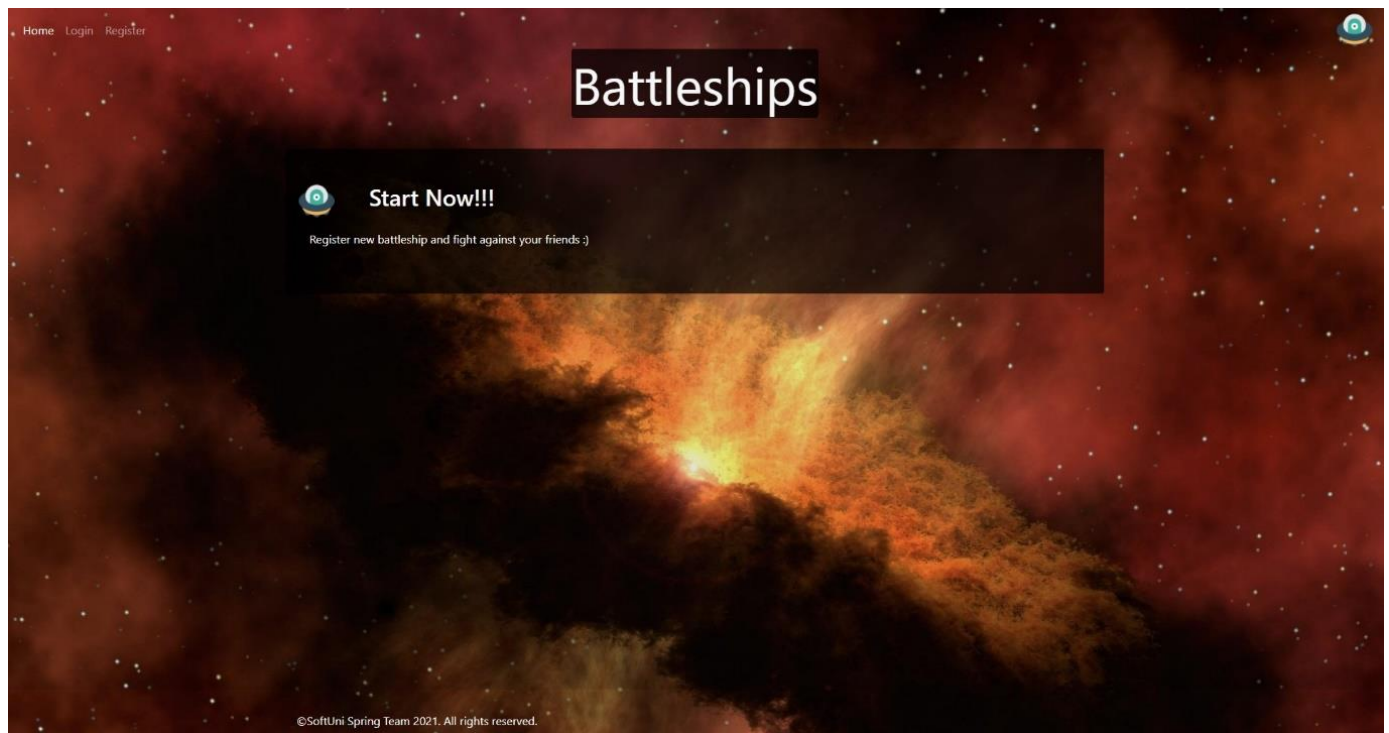 Home Login Register
Battleships
Start Now!!!
Register new battleship and fight against your friends :)
©SoftUni Spring Team 2021. All rights reserved.